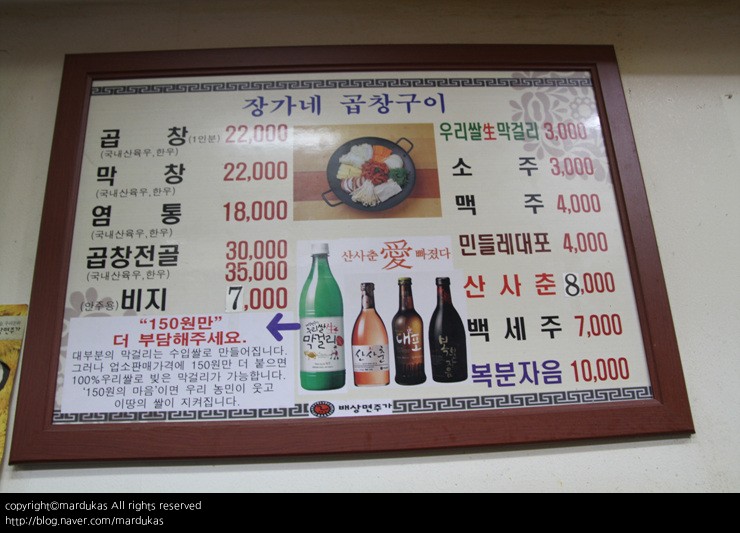 장가네 곱창구이
곱 창 (1인분) 22,000
(국내산육우,한우)
막 창 22,000
(국내산육우,한우)
염 통 18,000
(국내산육우,한우)
곱창전골 30,000
(국내산육우,한우) 35,000
(안주용) 비지 7,000
우리쌀生막걸리 3,000
소 주 3,000
맥 주 4,000
민들레대포 4,000
산 사 춘 8,000
백 세 주 7,000
복분자음 10,000
산사춘 愛 빠졌다
우리쌀
막걸리
산사춘
대포
"150원만"
더 부담해주세요.
대부분의 막걸리는 수입쌀로 만들어집니다.
그러나 업소판매가격에 150원만 더 붙으면
100%우리쌀로 빚은 막걸리가 가능합니다.
'150원의 마음'이면 우리 농민이 웃고
이땅의 쌀이 지켜집니다.
배상면주가
copyright©mardukas All rights reserved
http://blog.naver.com/mardukas